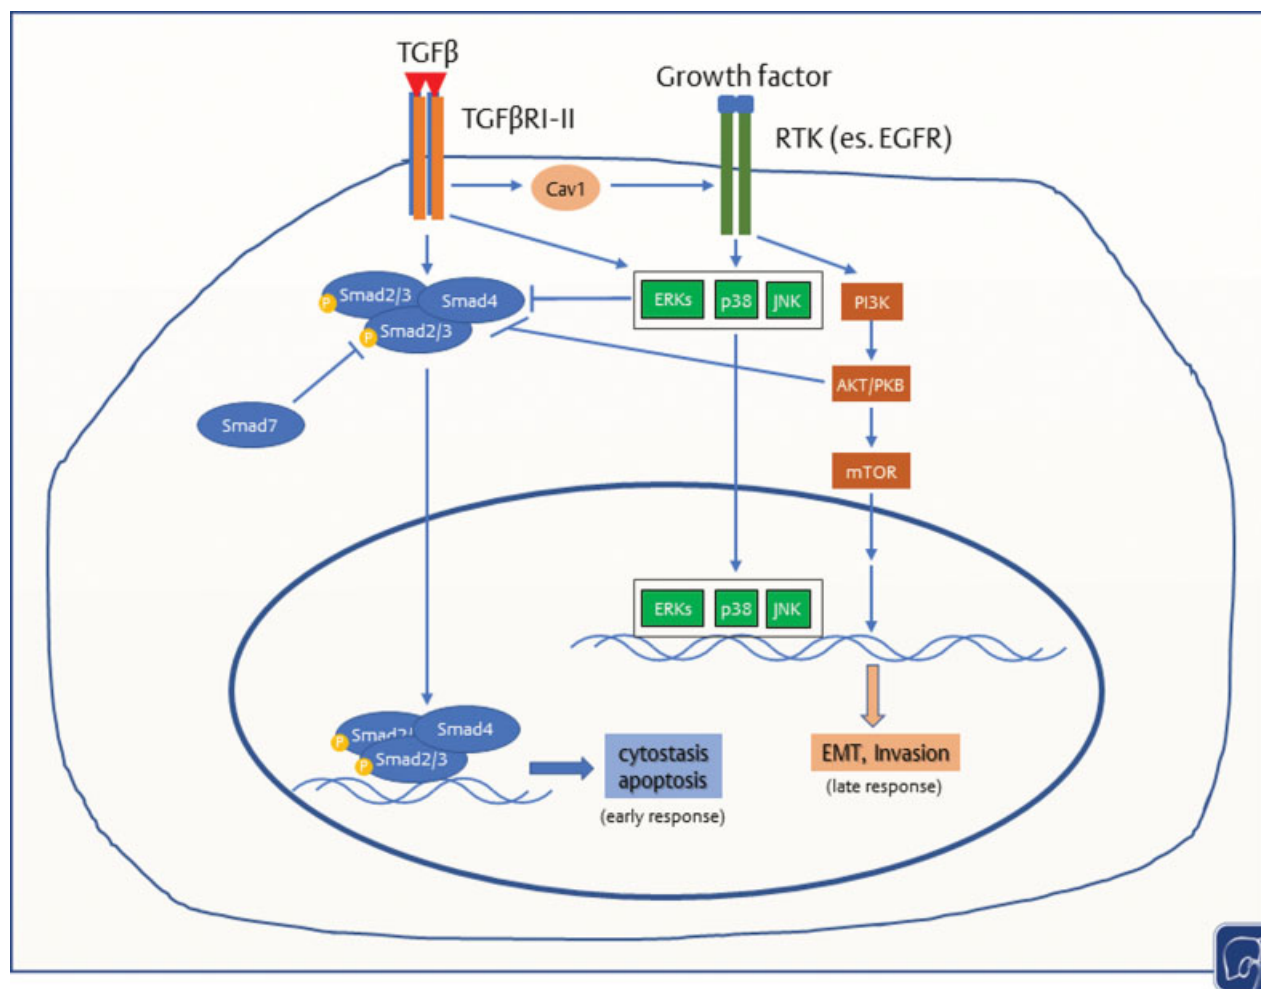 TGFβ
Growth factor
TGFβRI-II
RTK (es. EGFR)
Cav1
Smad2/3
Smad4
P
Smad2/3
P
ERKs
p38
JNK
PI3K
AKT/PKB
Smad7
mTOR
ERKs
p38
JNK
Smad4
Smad2/
P
Smad2/3
P
cytostasis
apoptosis
(early response)
EMT, Invasion
(late response)